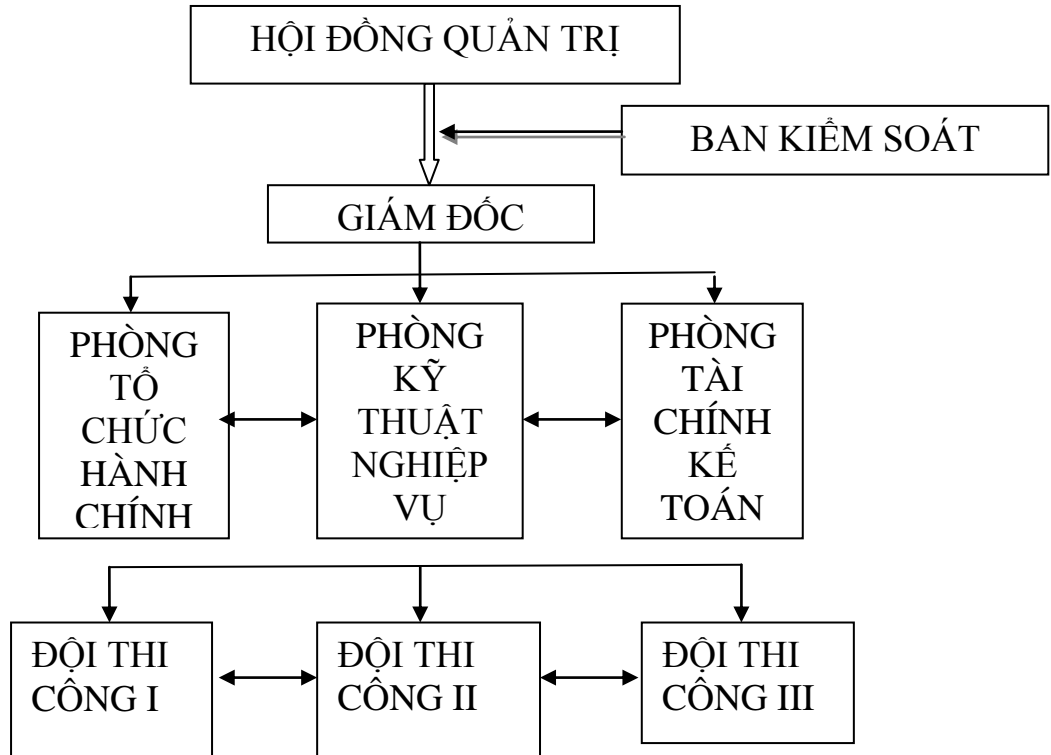 HỘI ĐỒNG QUẢN TRỊ
BAN KIỂM SOÁT
GIÁM ĐỐC
PHÒNG
TỔ
CHỨC
HÀNH
CHÍNH
PHÒNG
KỸ
THUẬT
NGHIỆP
VỤ
PHÒNG
TÀI
CHÍNH
KẾ
TOÁN
ĐỘI THI
CÔNG I
ĐỘI THI
CÔNG II
ĐỘI THI
CÔNG III